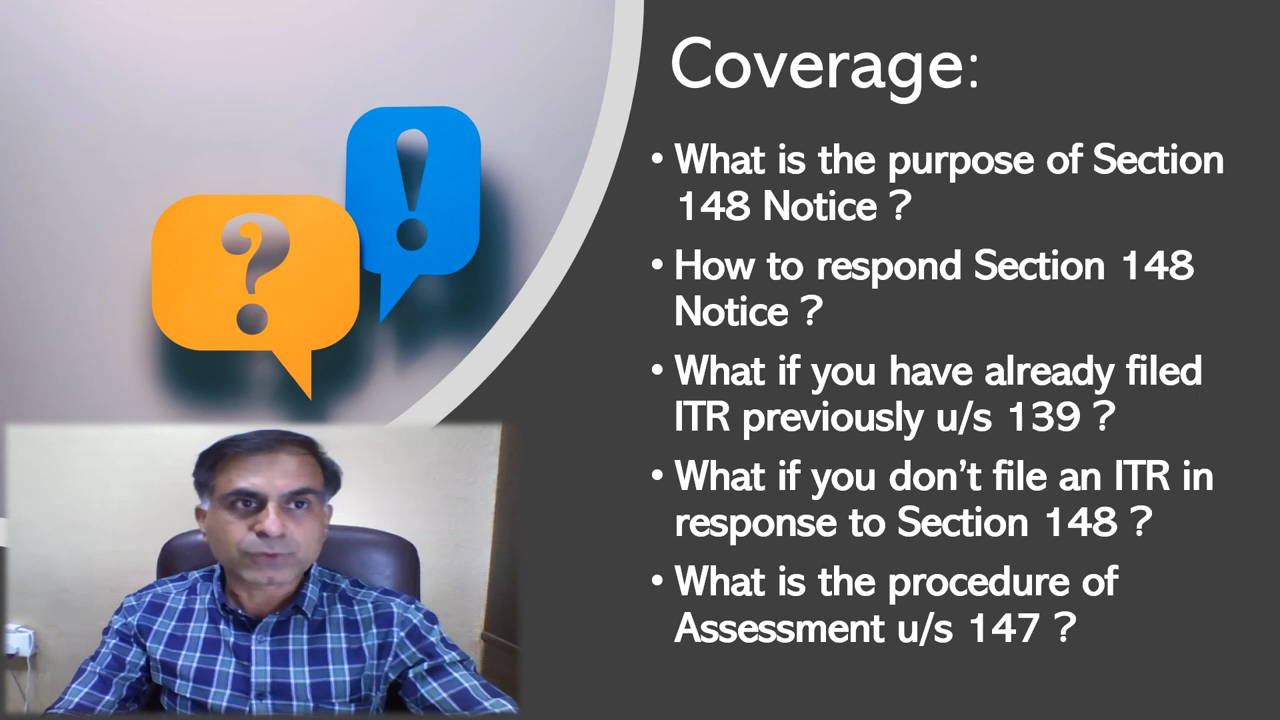 Coverage:
• What is the purpose of Section
148 Notice ?
• How to respond Section 148
Notice ?
• What if you have already filed
ITR previously u/s 139 ?
• What if you don’t file an ITR in
response to Section 148 ?
• What is the procedure of
Assessment u/s 147 ?
? !